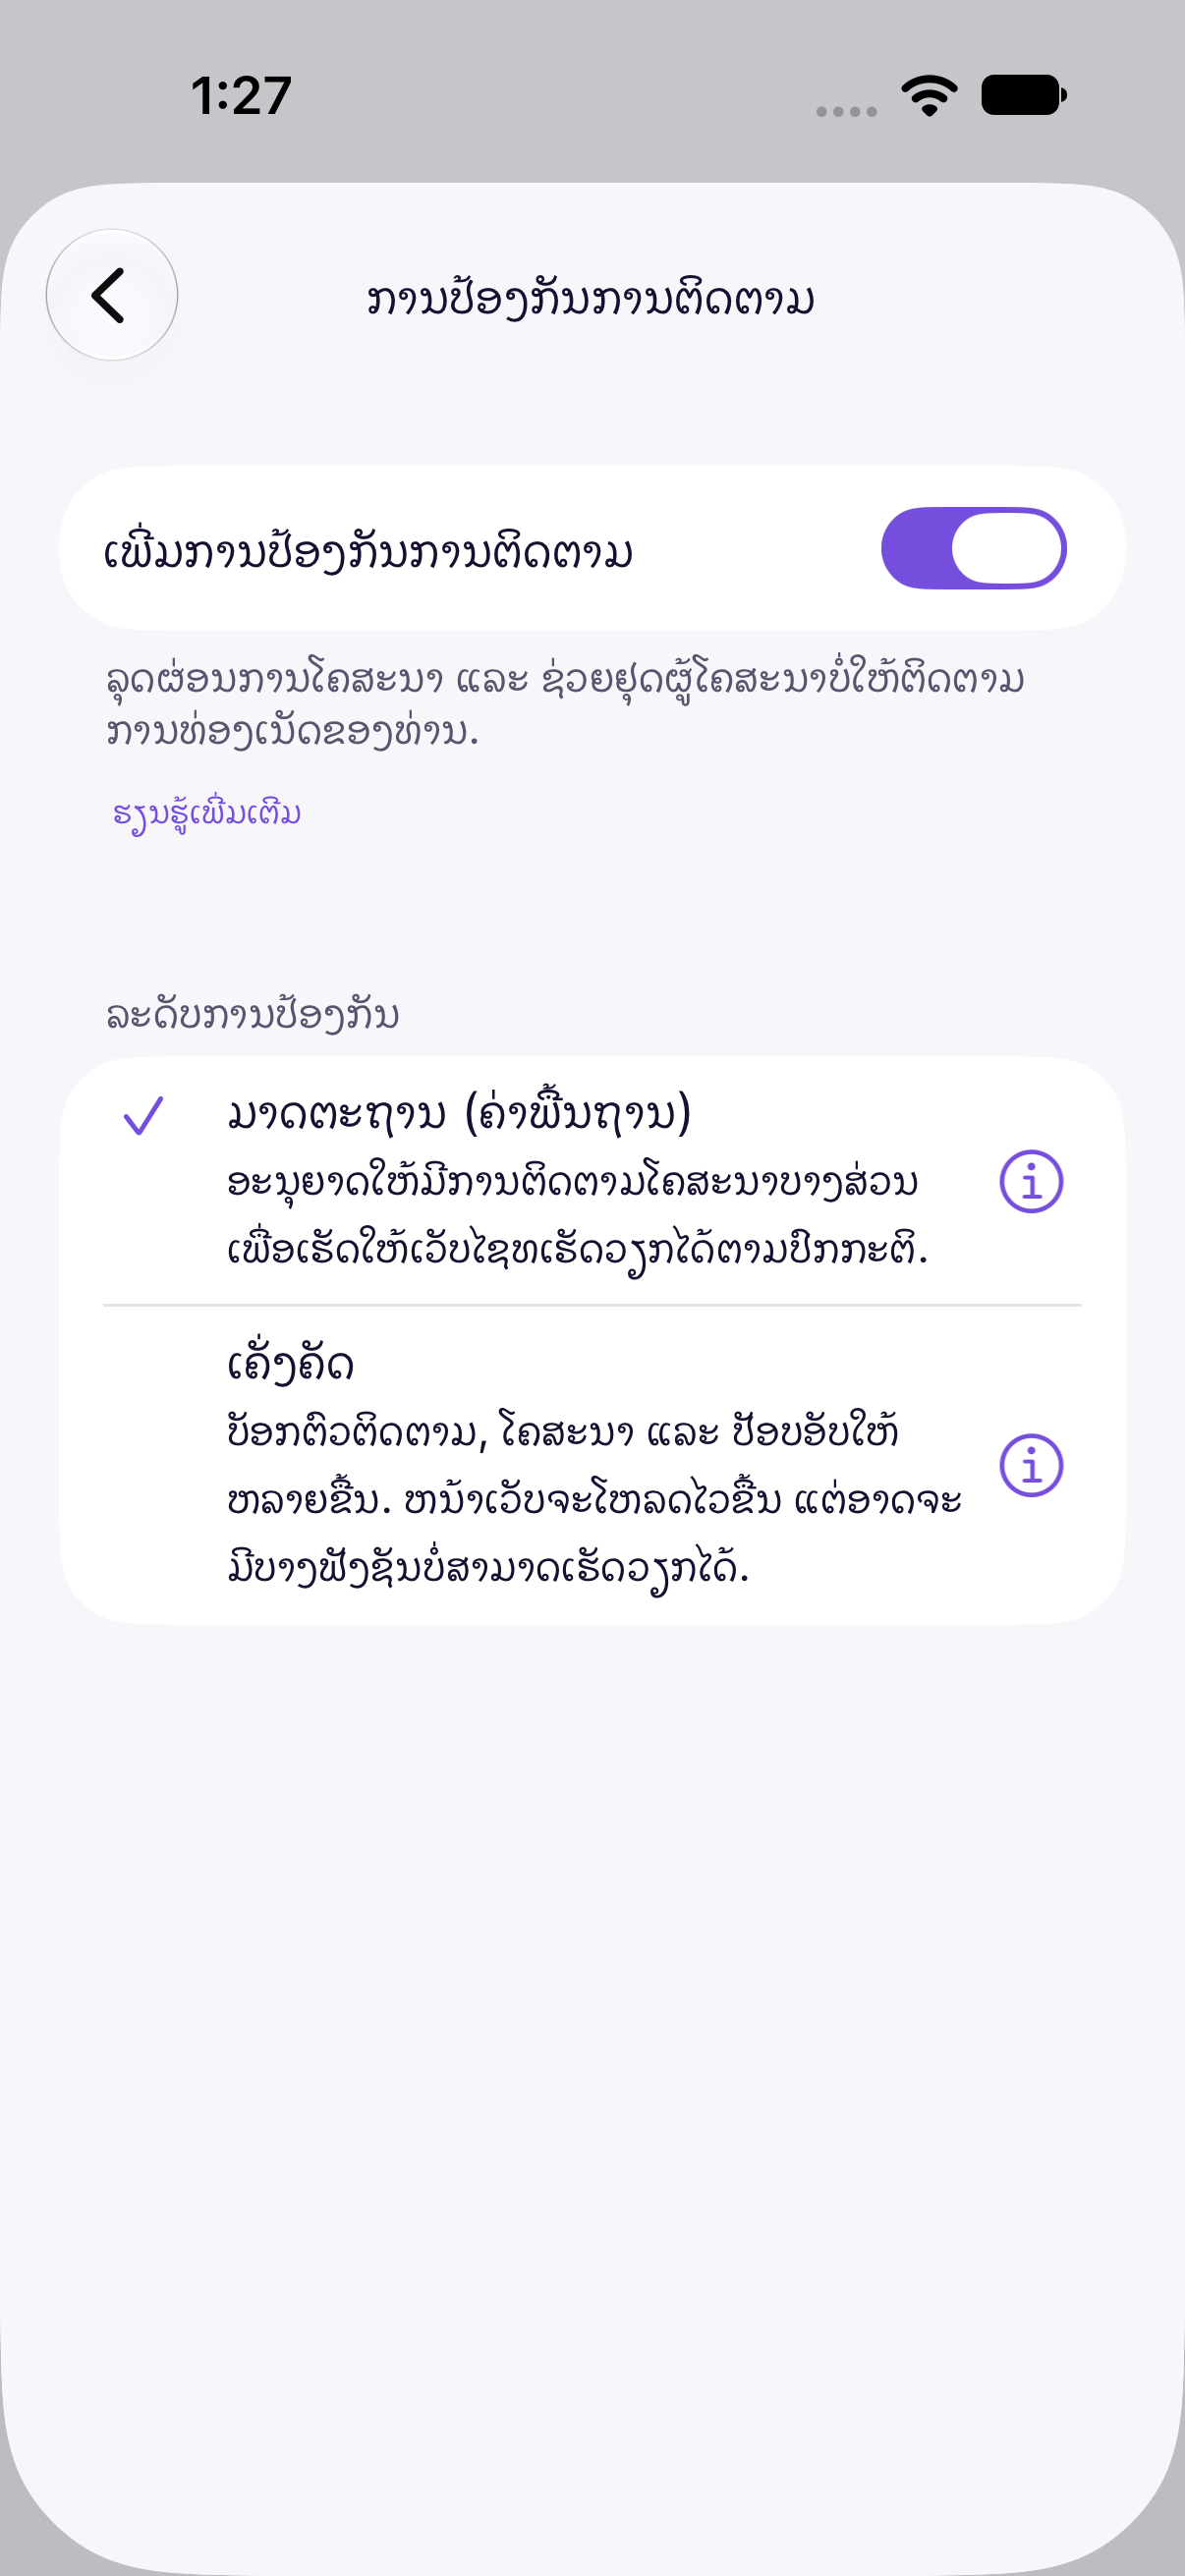 1:27
ການປ້ອງກັນການຕິດຕາມ
ເພີ່ມການປ້ອງກັນການຕິດຕາມ
ລຸດຜ່ອນການໂຄສະນາ ແລະ ຊ່ວຍຢຸດຜູ້ໂຄສະນາບໍ່ໃຫ້ຕິດຕາມ
ການທ່ອງເນັດຂອງທ່ານ.
ຮຽນຮູ້ເພີ່ມເຕີມ
ລະດັບການປ້ອງກັນ
ມາດຕະຖານ (ຄ່າພື້ນຖານ)
ອະນຸຍາດໃຫ້ມີການຕິດຕາມໂຄສະນາບາງສ່ວນ
ເພື່ອເຮັດໃຫ້ເວັບໄຊທເຮັດວຽກໄດ້ຕາມປົກກະຕິ.
ເຄັ່ງຄັດ
ບັອກຕົວຕິດຕາມ, ໂຄສະນາ ແລະ ປັອບອັບໃຫ້
ຫລາຍຂື້ນ. ຫນ້າເວັບຈະໂຫລດໄວຂື້ນ ແຕ່ອາດຈະ
ມີບາງຟັງຊັນບໍ່ສາມາດເຮັດວຽກໄດ້.